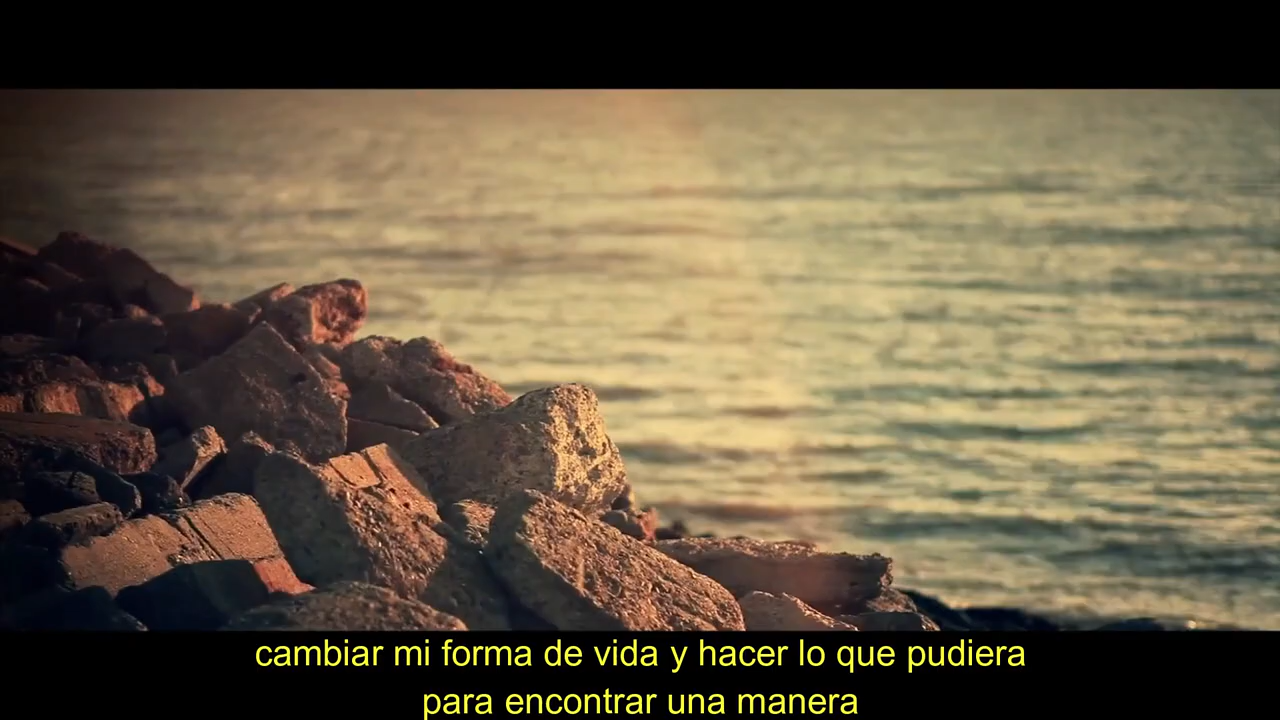 cambiar mi forma de vida y hacer lo que pudiera
para encontrar una manera